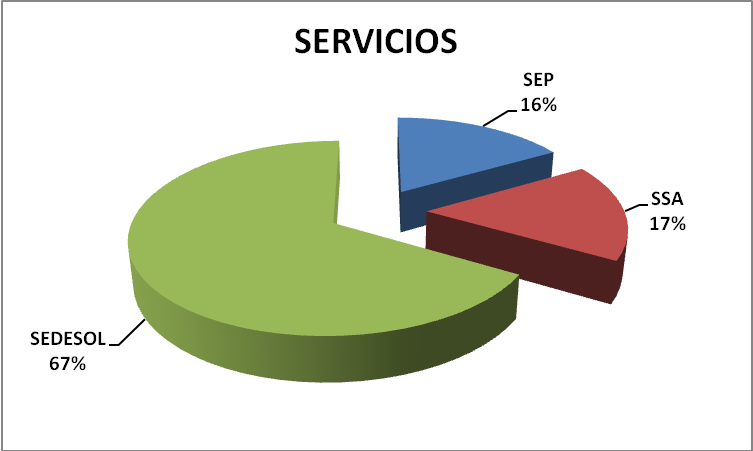 SERVICIOS
SEP
16%
SSA
17%
SEDESOL
67%